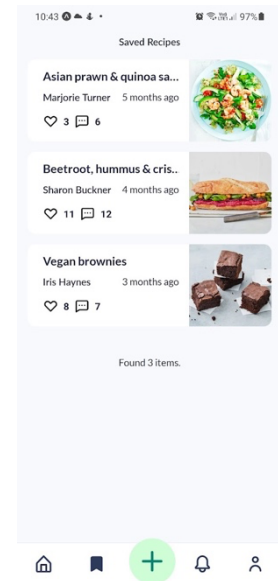 10:43
97%
Saved Recipes
Asian prawn & quinoa sa...
Marjorie Turner 5 months ago
3 6
Beetroot, hummus & cris..
Sharon Buckner 4 months ago
11 12
Vegan brownies
Iris Haynes 3 months ago
8 7
Found 3 items.